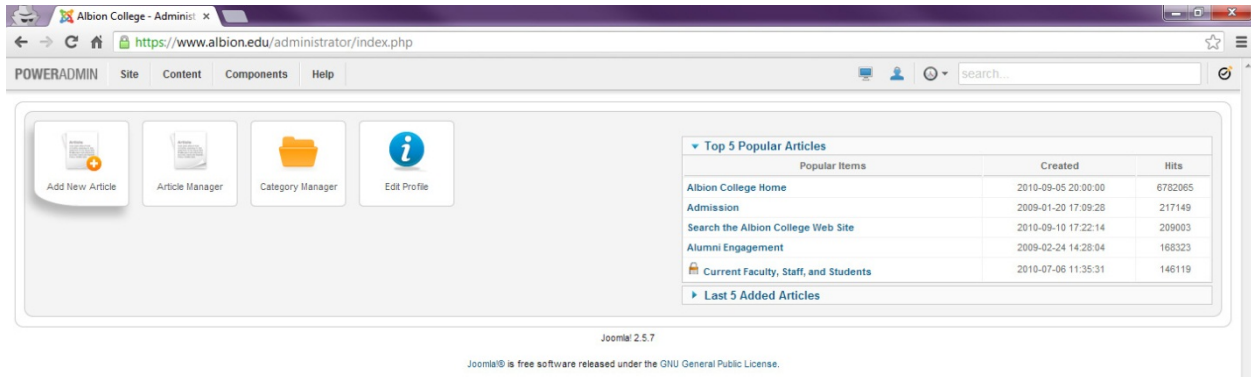 Albion College - Administ
https://www.albion.edu/administrator/index.php
POWERADMIN Site Content Components Help search...
Add New Article Article Manager Category Manager Edit Profile
Top 5 Popular Articles
Popular Items Created Hits
Albion College Home 2010-09-05 20:00:00 6782065
Admission 2009-01-20 17:09:28 217149
Search the Albion College Web Site 2010-09-10 17:22:14 209003
Alumni Engagement 2009-02-24 14:28:04 168323
Current Faculty, Staff, and Students 2010-07-06 11:35:31 146119
Last 5 Added Articles
Joomla! 2.5.7
Joomla!® is free software released under the GNU General Public License.